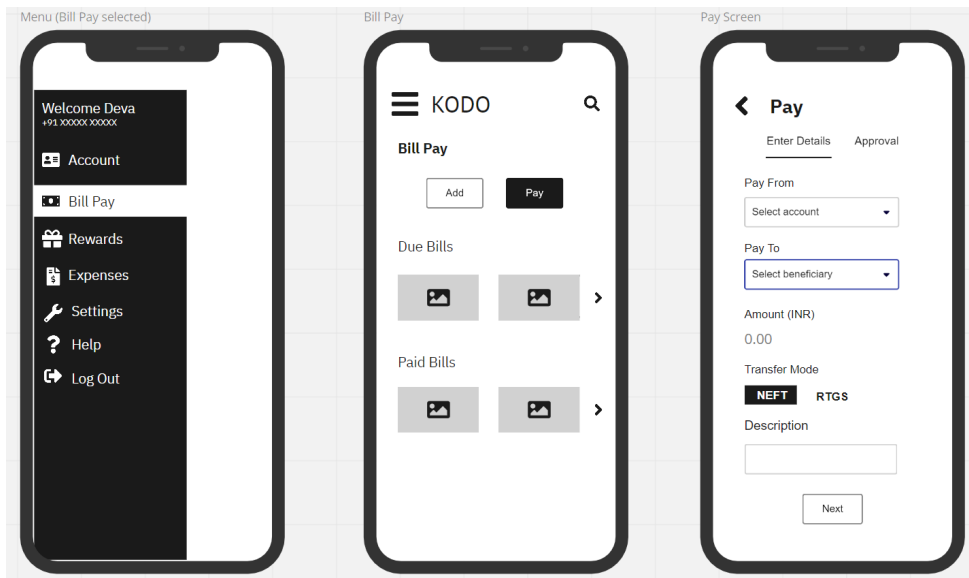 Menu (Bill Pay selected)
Welcome Deva
+91 XXXXX XXXXX
Account
Bill Pay
Rewards
Expenses
Settings
Help
Log Out
Bill Pay
KODO
Bill Pay
Add Pay
Due Bills
Paid Bills
Pay Screen
Pay
Enter Details Approval
Pay From
Select account
Pay To
Select beneficiary
Amount (INR)
0.00
Transfer Mode
NEFT RTGS
Description
Next